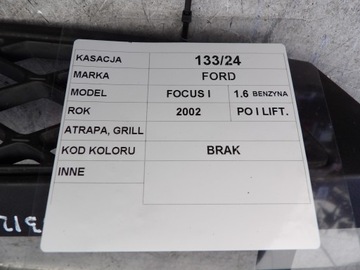 KASACJA 133/24
MARKA FORD
MODEL FOCUS I 1.6 BENZYNA
ROK 2002 PO I LIFT.
ATRAPA, GRILL
KOD KOLORU BRAK
INNE